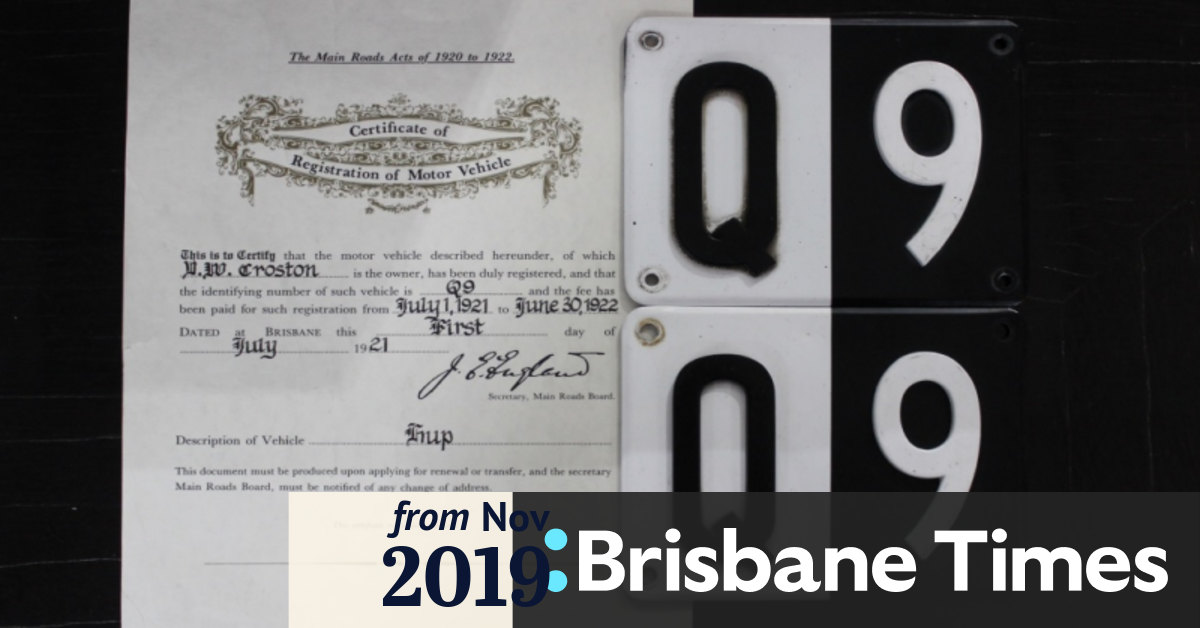 The Main Roads Acts of 1920 to 1922.
Certificate of
Registration of Motor Vehicle
This is to Certify that the motor vehicle described hereunder, of which
V.W. Croston is the owner, has been duly registered, and that
the identifying number of such vehicle is Q9 and the fee has
been paid for such registration from July 1, 1921 to June 30, 1922
DATED at BRISBANE this First day of
July 1921
J. E. England
Secretary, Main Roads Board.
Description of Vehicle Hup
This document must be produced upon applying for renewal or transfer, and the secretary
Main Roads Board, must be notified of any change of address.
Q9
Q9
from Nov
2019
Brisbane Times